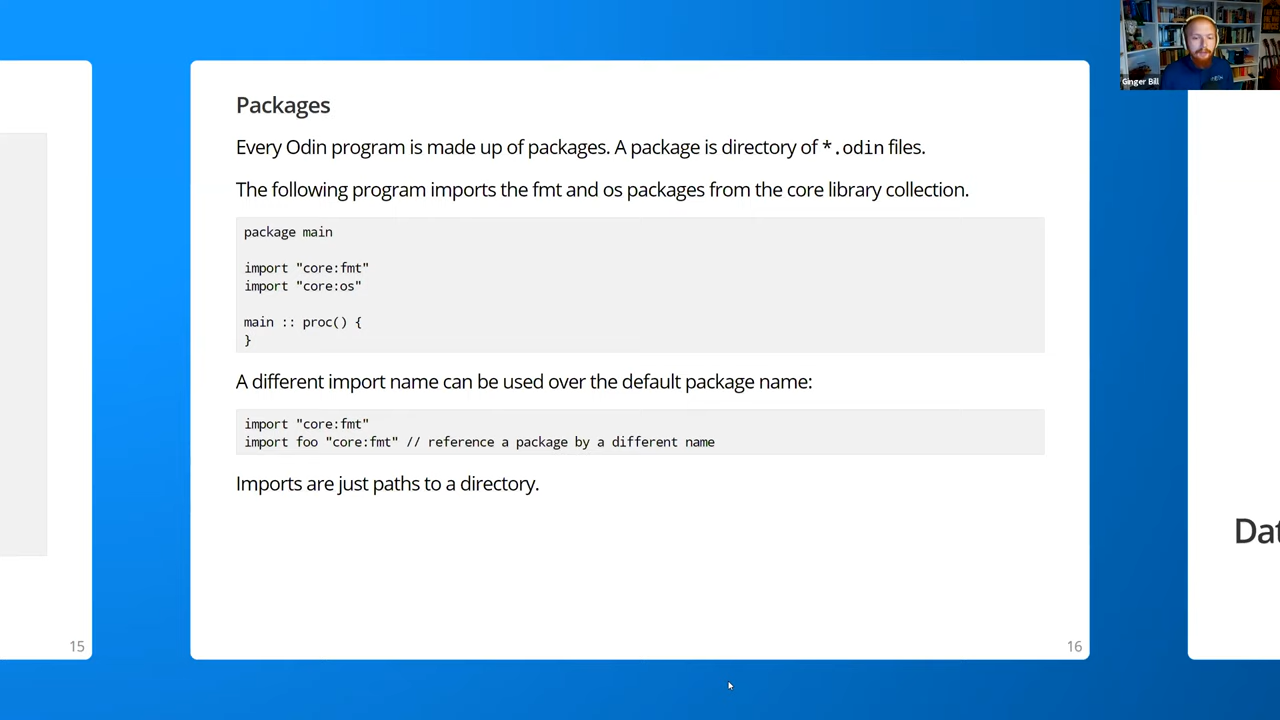 Ginger Bill
Packages
Every Odin program is made up of packages. A package is directory of *.odin files.
The following program imports the fmt and os packages from the core library collection.
package main
import "core:fmt"
import "core:os"
main :: proc() {
}
A different import name can be used over the default package name:
import "core:fmt"
import foo "core:fmt" // reference a package by a different name
Imports are just paths to a directory.
15
16